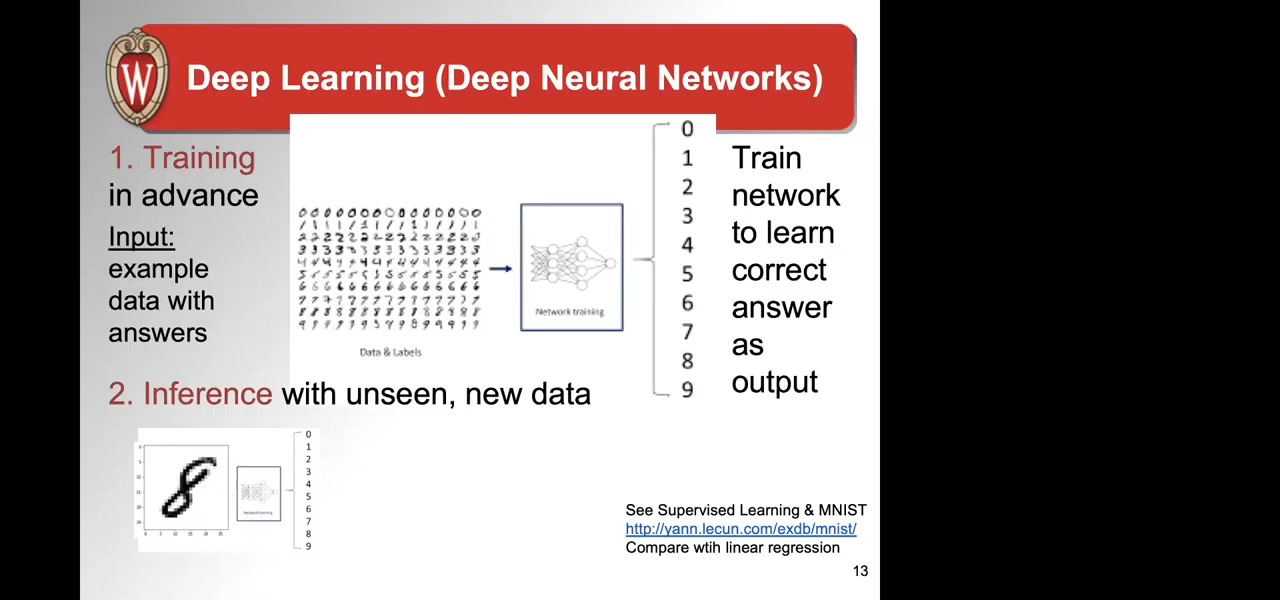 W
Deep Learning (Deep Neural Networks)
1. Training
in advance
Input:
example
data with
answers
Data & Labels
Network training
0
1
2
3
4
5
6
7
8
9
Train
network
to learn
correct
answer
as
output
2. Inference with unseen, new data
8
Network training
0
1
2
3
4
5
6
7
8
9
See Supervised Learning & MNIST
http://yann.lecun.com/exdb/mnist/
Compare wtih linear regression
13